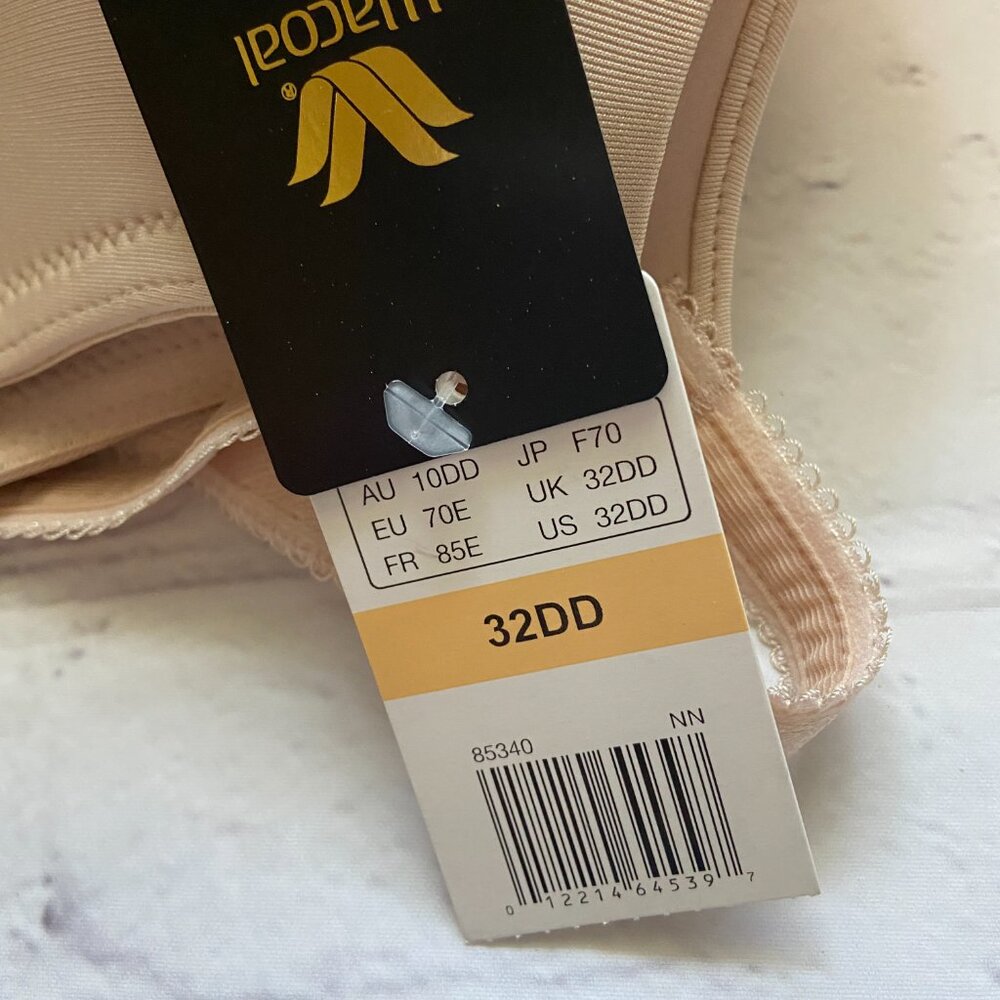 Wacoal
®
AU 10DD JP F70
EU 70E UK 32DD
FR 85E US 32DD
32DD
85340 NN
0 12214 64539 7